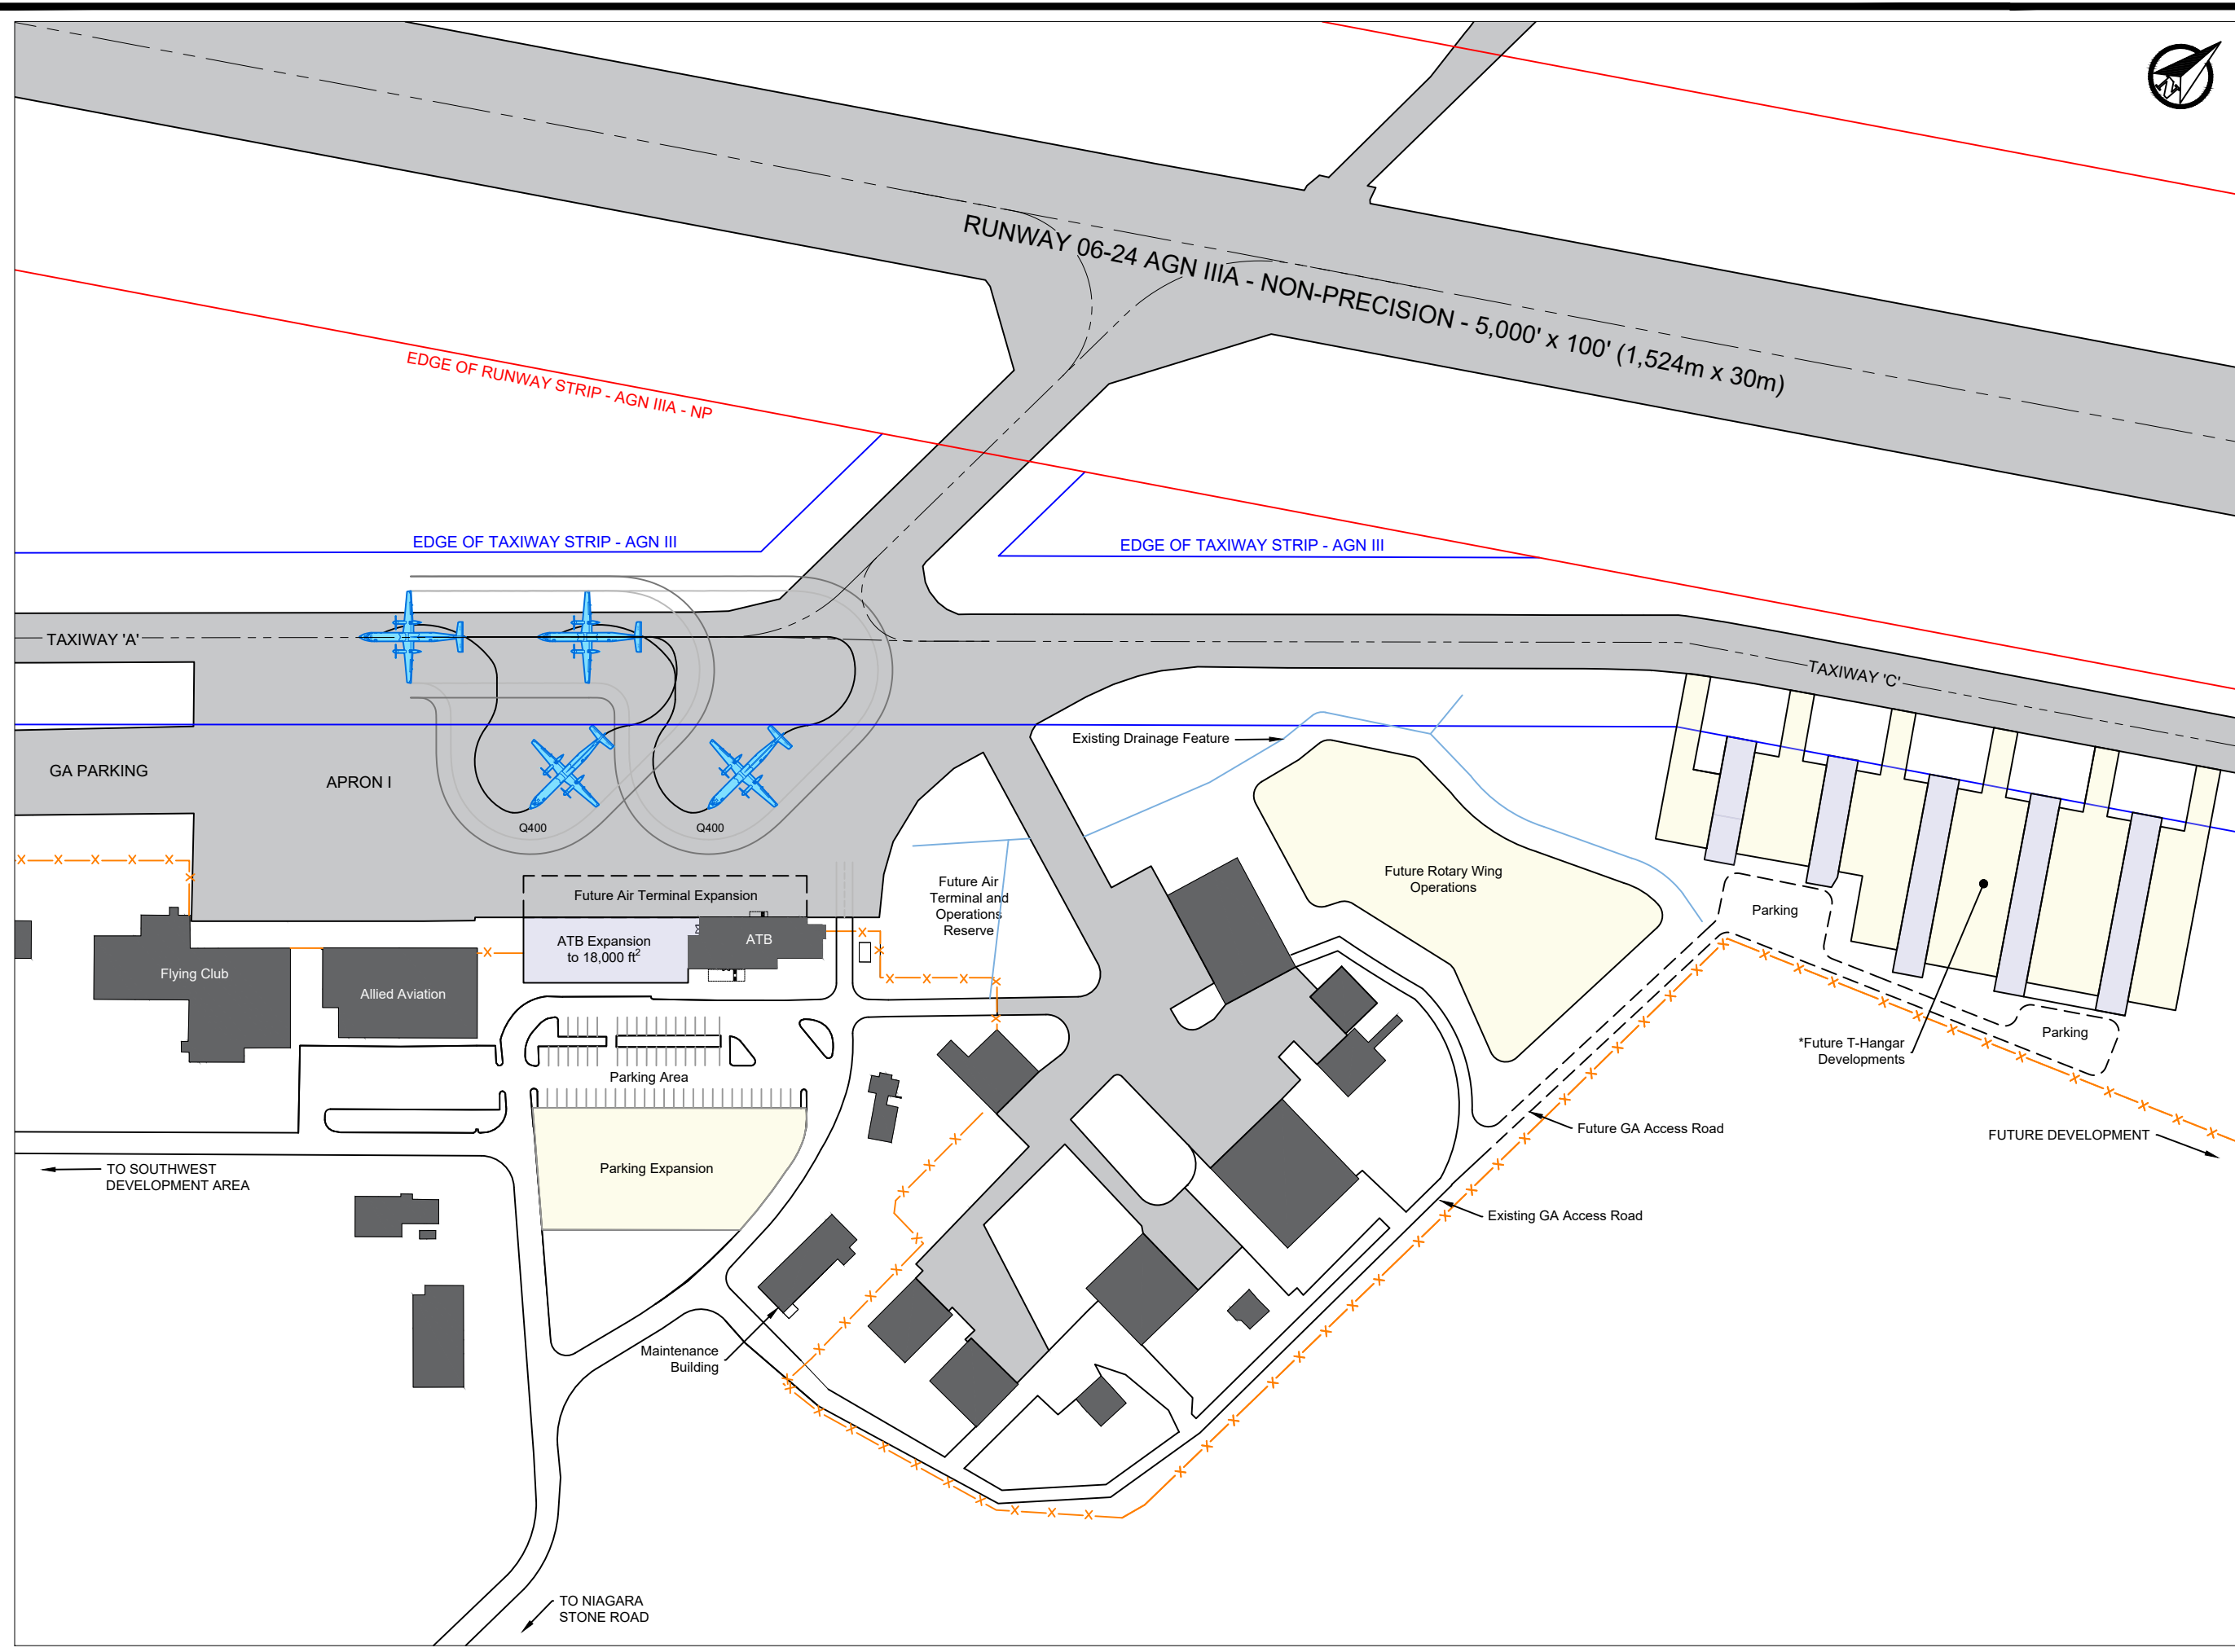 N
RUNWAY 06-24 AGN IIIA - NON-PRECISION - 5,000' x 100' (1,524m x 30m)
EDGE OF RUNWAY STRIP - AGN IIIA - NP
EDGE OF TAXIWAY STRIP - AGN III
EDGE OF TAXIWAY STRIP - AGN III
TAXIWAY 'A'
TAXIWAY 'C'
Existing Drainage Feature
GA PARKING
APRON I
Q400
Q400
Future Air Terminal Expansion
Future Air
Terminal and
Operations
Reserve
Future Rotary Wing
Operations
Parking
ATB Expansion
to 18,000 ft²
ATB
Flying Club
Allied Aviation
Parking
*Future T-Hangar
Developments
Parking Area
Future GA Access Road
FUTURE DEVELOPMENT
TO SOUTHWEST
DEVELOPMENT AREA
Parking Expansion
Existing GA Access Road
Maintenance
Building
TO NIAGARA
STONE ROAD